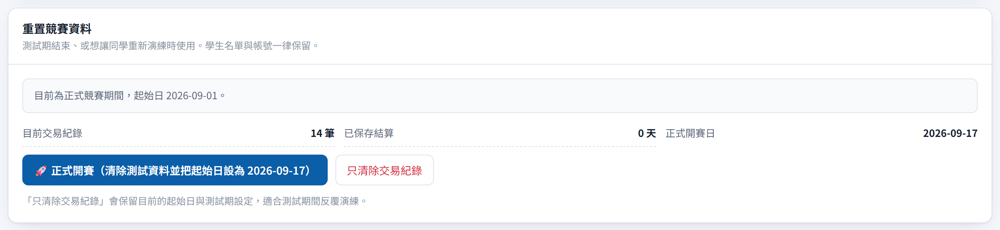 重置競賽資料
測試期結束、或想讓同學重新演練時使用。學生名單與帳號一律保留。
目前為正式競賽期間，起始日 2026-09-01。
目前交易紀錄 14 筆 已保存結算 0 天 正式開賽日 2026-09-17
🚀 正式開賽（清除測試資料並把起始日設為 2026-09-17） 只清除交易紀錄
「只清除交易紀錄」會保留目前的起始日與測試期設定，適合測試期間反覆演練。